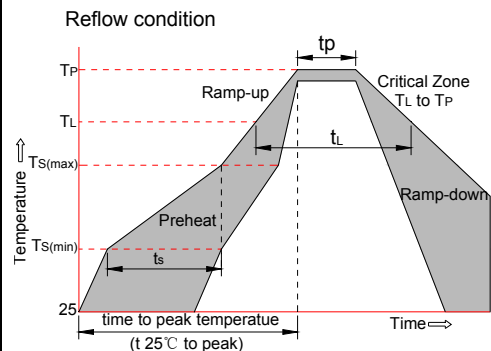 Reflow condition
tp
TP
Critical Zone
TL to TP
Ramp-up
TL
tL
TS(max)
Temperature
Ramp-down
Preheat
TS(min)
ts
25
time to peak temperatue
(t 25℃ to peak)
Time